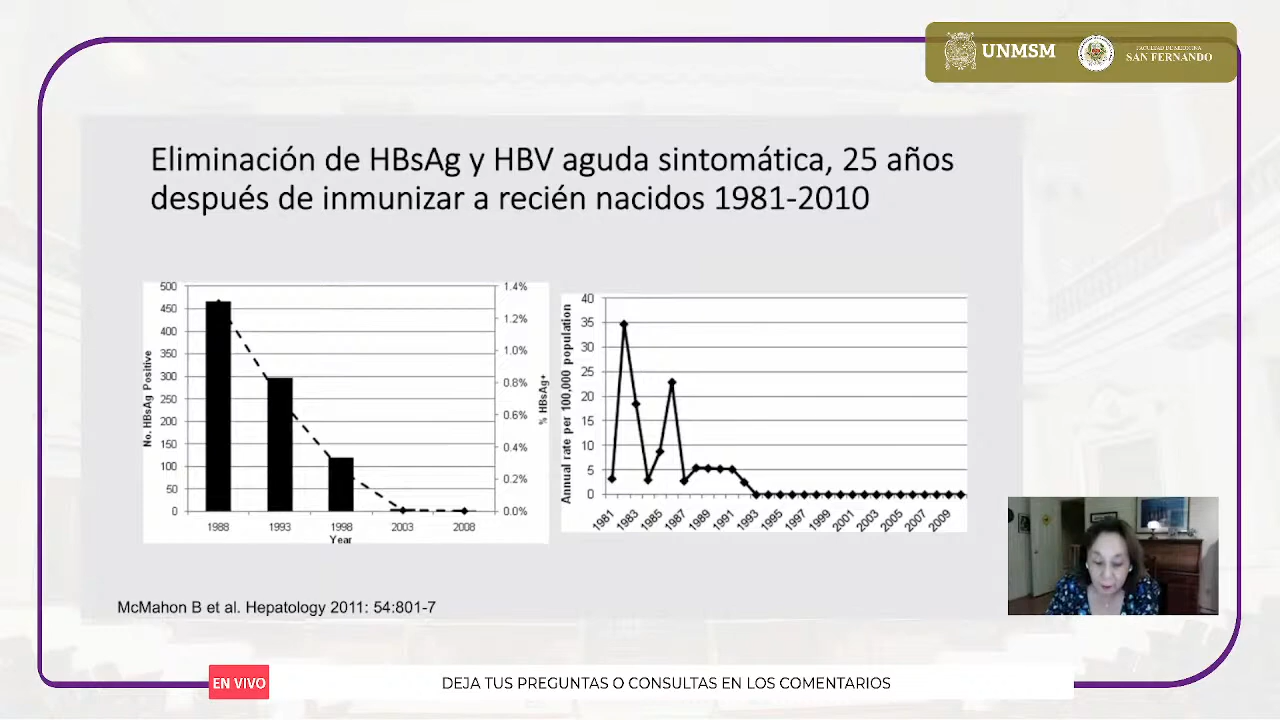 UNMSM
FACULTAD DE MEDICINA
SAN FERNANDO
Eliminación de HBsAg y HBV aguda sintomática, 25 años
después de inmunizar a recién nacidos 1981-2010
No. HBsAg Positive
500
450
400
350
300
250
200
150
100
50
0
1.4%
1.2%
1.0%
0.8%
0.6%
0.4%
0.2%
0.0%
% HBsAg+
1988 1993 1998 2003 2008
Year
Annual rate per 100,000 population
40
35
30
25
20
15
10
5
0
1981 1983 1985 1987 1989 1991 1993 1995 1997 1999 2001 2003 2005 2007 2009
McMahon B et al. Hepatology 2011: 54:801-7
EN VIVO
DEJA TUS PREGUNTAS O CONSULTAS EN LOS COMENTARIOS